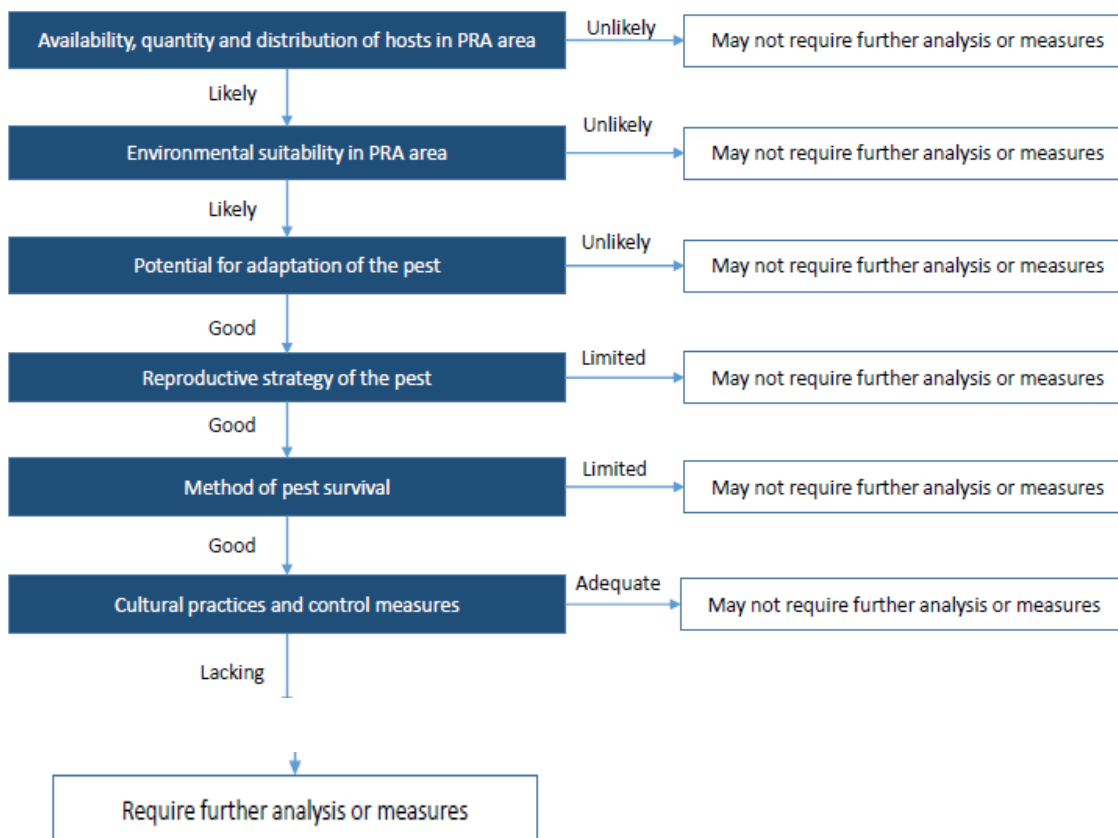 Availability, quantity and distribution of hosts in PRA area
Unlikely
May not require further analysis or measures
Likely
Environmental suitability in PRA area
Unlikely
May not require further analysis or measures
Likely
Potential for adaptation of the pest
Unlikely
May not require further analysis or measures
Good
Reproductive strategy of the pest
Limited
May not require further analysis or measures
Good
Method of pest survival
Limited
May not require further analysis or measures
Good
Cultural practices and control measures
Adequate
May not require further analysis or measures
Lacking
Require further analysis or measures